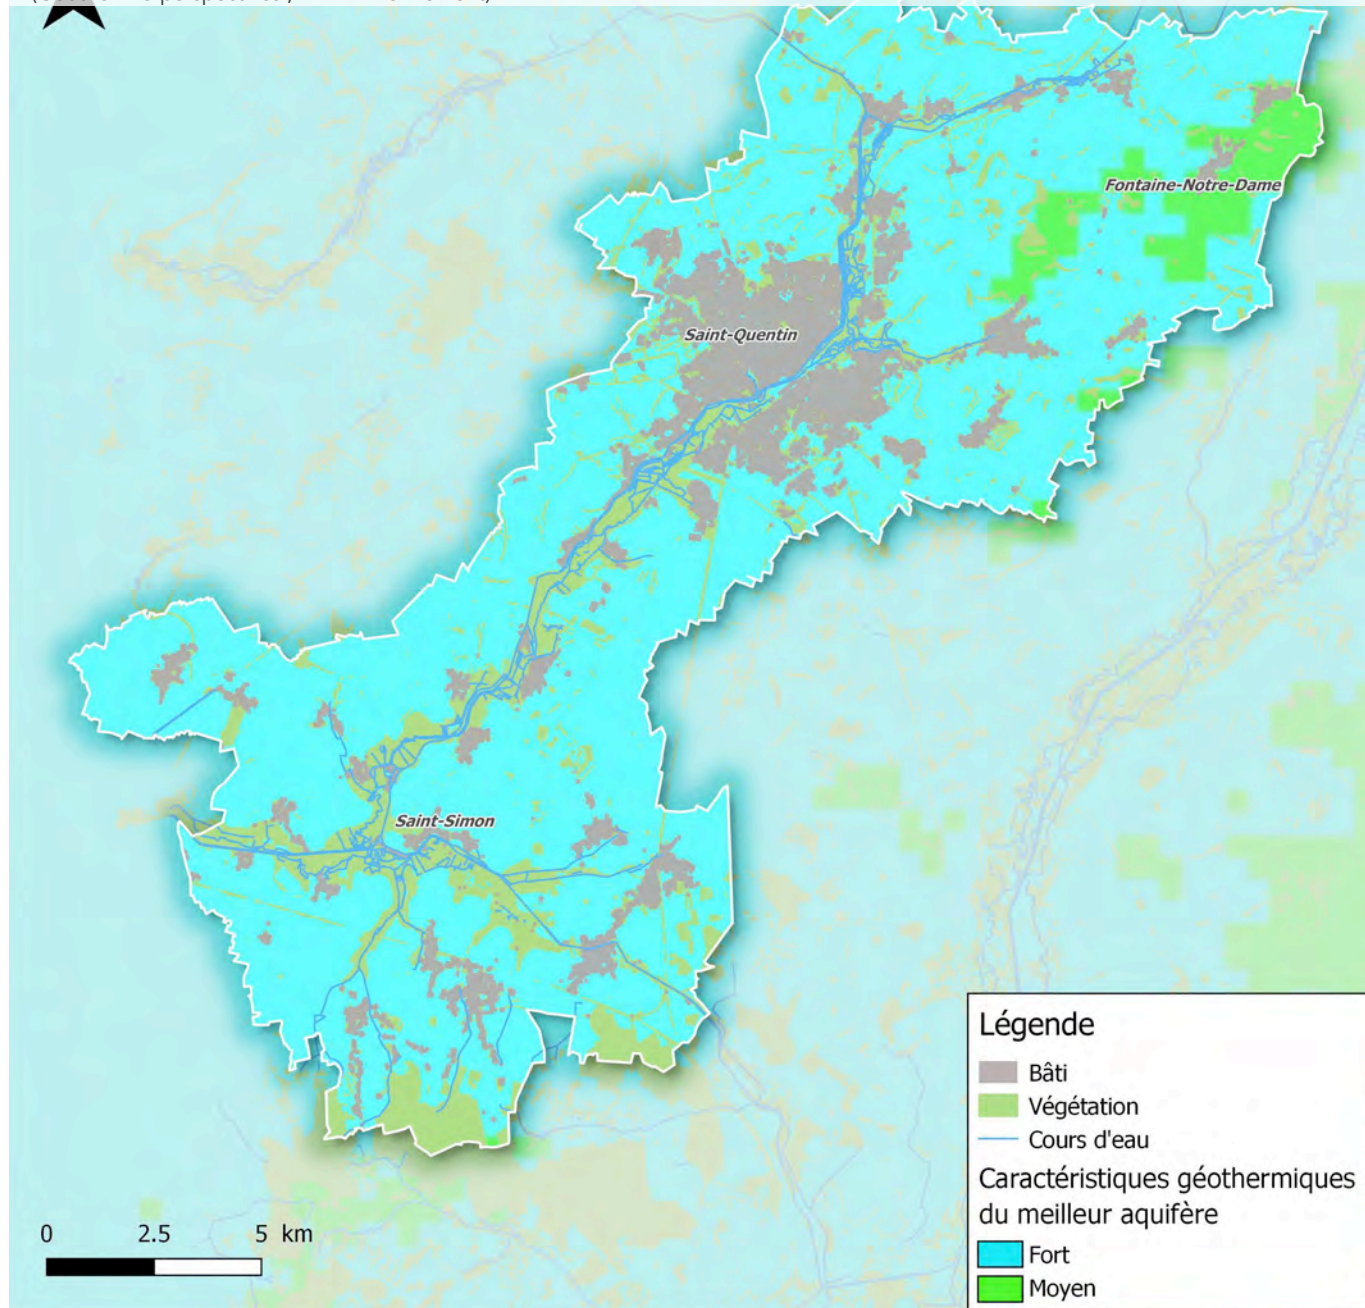 Fontaine-Notre-Dame
Saint-Quentin
Saint-Simon
Légende
Bâti
Végétation
Cours d'eau
Caractéristiques géothermiques
du meilleur aquifère
Fort
Moyen
0 2.5 5 km